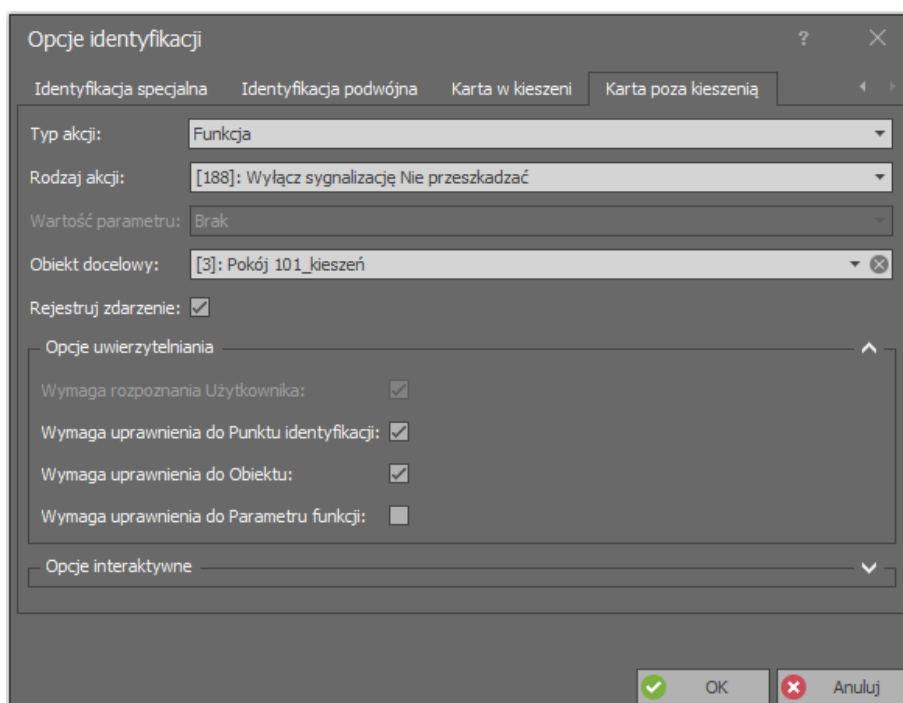 Opcje identyfikacji ?
Identyfikacja specjalna Identyfikacja podwójna Karta w kieszeni Karta poza kieszenią
Typ akcji: Funkcja
Rodzaj akcji: [188]: Wyłącz sygnalizację Nie przeszkadzać
Wartość parametru: Brak
Obiekt docelowy: [3]: Pokój 101_kieszeń
Rejestruj zdarzenie:
Opcje uwierzytelniania
Wymaga rozpoznania Użytkownika:
Wymaga uprawnienia do Punktu identyfikacji:
Wymaga uprawnienia do Obiektu:
Wymaga uprawnienia do Parametru funkcji:
Opcje interaktywne
OK Anuluj